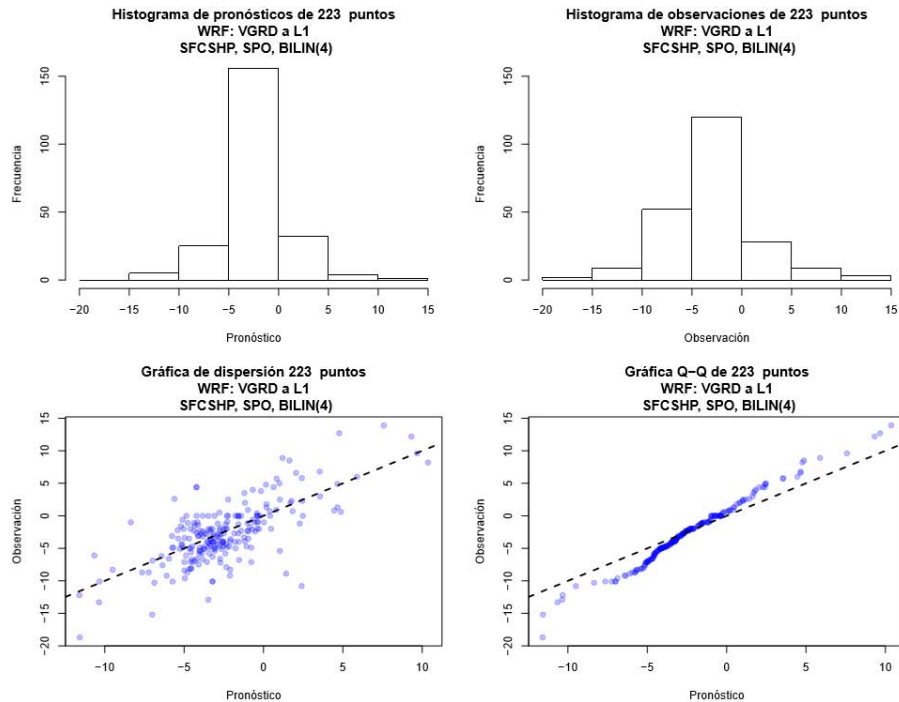 Histograma de pronósticos de 223 puntos
WRF: VGRD a L1
SFCSHP, SPO, BILIN(4)
Frecuencia
150
100
50
0
−20 −15 −10 −5 0 5 10 15
Pronóstico
Histograma de observaciones de 223 puntos
WRF: VGRD a L1
SFCSHP, SPO, BILIN(4)
Frecuencia
150
100
50
0
−20 −15 −10 −5 0 5 10 15
Observación
Gráfica de dispersión 223 puntos
WRF: VGRD a L1
SFCSHP, SPO, BILIN(4)
Observación
15
10
5
0
−5
−10
−15
−20
−10 −5 0 5 10
Pronóstico
Gráfica Q−Q de 223 puntos
WRF: VGRD a L1
SFCSHP, SPO, BILIN(4)
Observación
15
10
5
0
−5
−10
−15
−20
−10 −5 0 5 10
Pronóstico